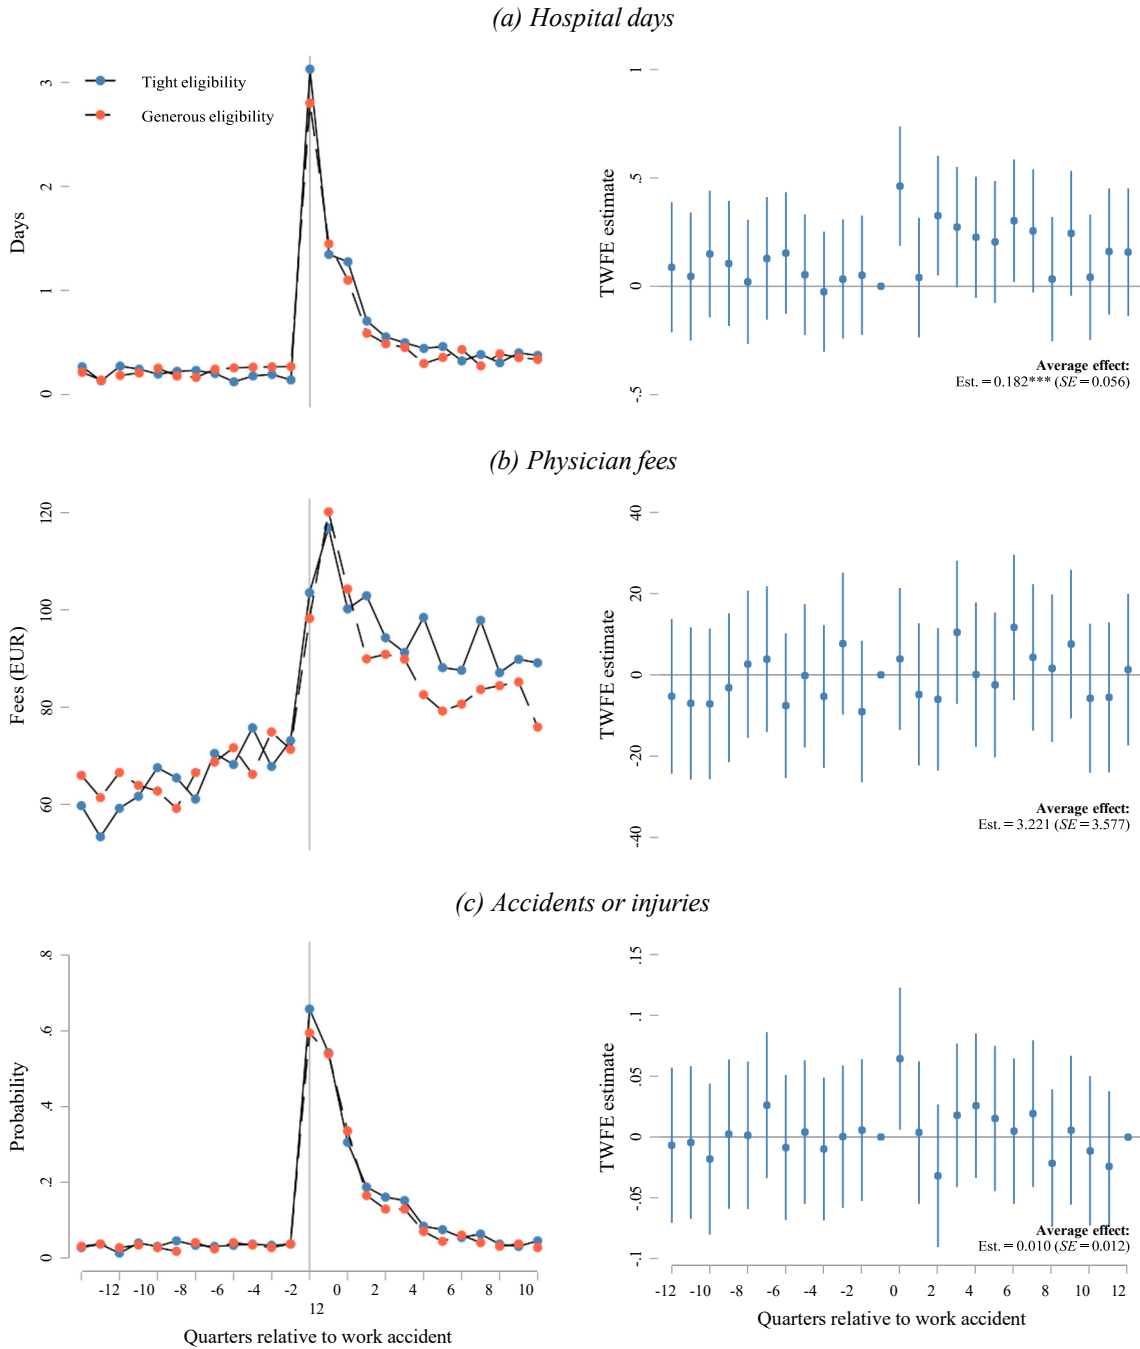 (a) Hospital days
3
2
1
0
Days
Tight eligibility
Generous eligibility
1
.5
0
-.5
TWFE estimate
Average effect:
Est. = 0.182*** (SE = 0.056)
(b) Physician fees
120
100
80
60
Fees (EUR)
40
20
0
-20
-40
TWFE estimate
Average effect:
Est. = 3.221 (SE = 3.577)
(c) Accidents or injuries
.8
.6
.4
.2
0
Probability
-12 -10 -8 -6 -4 -2 0 2 4 6 8 10
12
Quarters relative to work accident
.15
.1
.05
0
-.05
-.1
TWFE estimate
Average effect:
Est. = 0.010 (SE = 0.012)
-12 -10 -8 -6 -4 -2 0 2 4 6 8 10 12
Quarters relative to work accident